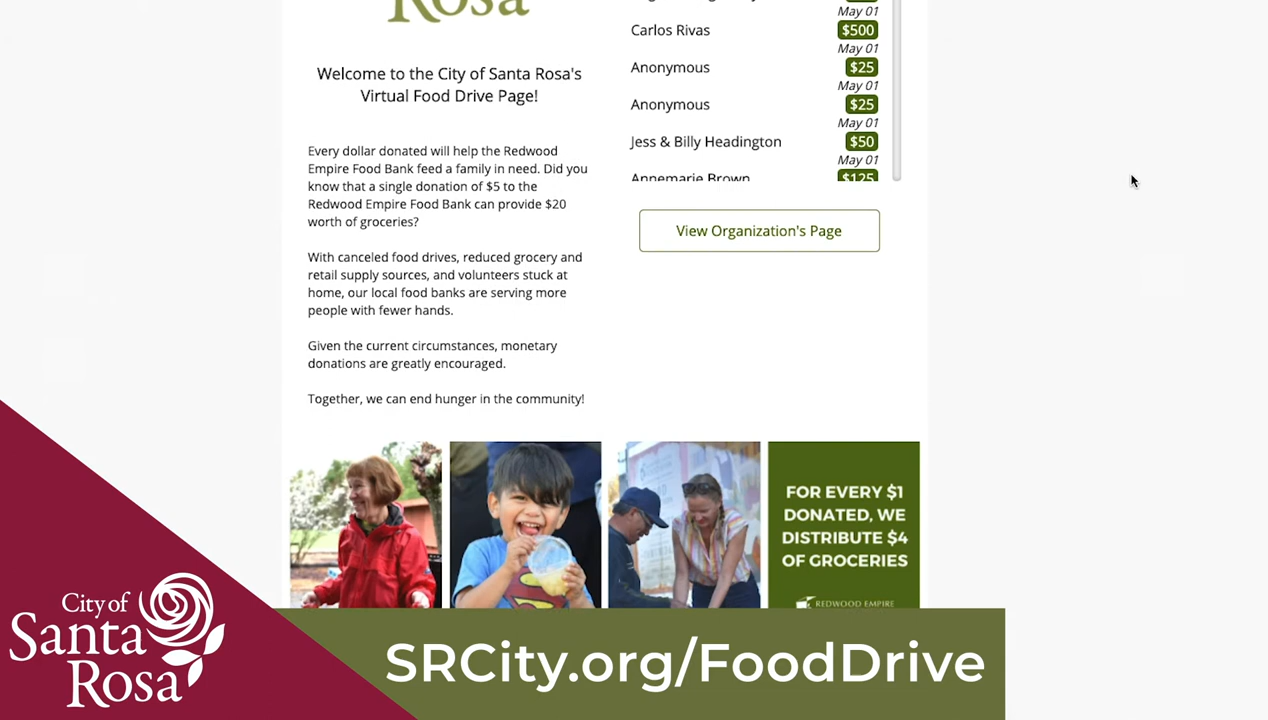 Rosa
Welcome to the City of Santa Rosa's
Virtual Food Drive Page!
Every dollar donated will help the Redwood
Empire Food Bank feed a family in need. Did you
know that a single donation of $5 to the
Redwood Empire Food Bank can provide $20
worth of groceries?
With canceled food drives, reduced grocery and
retail supply sources, and volunteers stuck at
home, our local food banks are serving more
people with fewer hands.
Given the current circumstances, monetary
donations are greatly encouraged.
Together, we can end hunger in the community!
May 01
Carlos Rivas $500
May 01
Anonymous $25
May 01
Anonymous $25
May 01
Jess & Billy Headington $50
May 01
Annemarie Brown $125
View Organization's Page
FOR EVERY $1
DONATED, WE
DISTRIBUTE $4
OF GROCERIES
REDWOOD EMPIRE
City of
Santa
Rosa
SRCity.org/FoodDrive